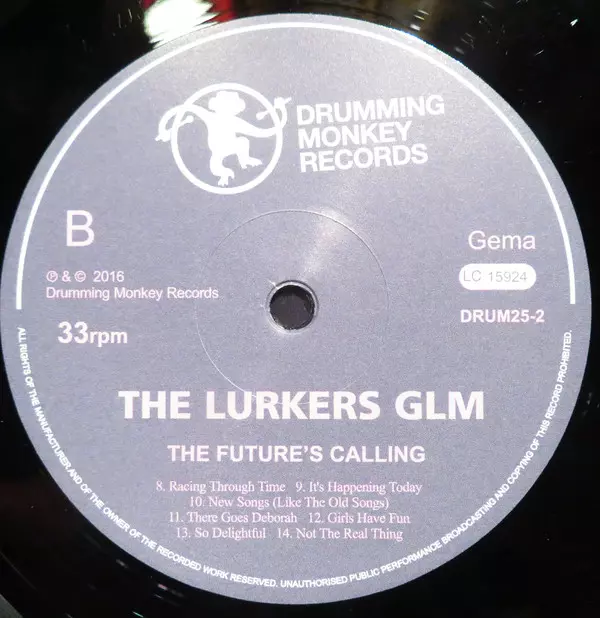 DRUMMING
MONKEY
RECORDS
B
Gema
℗ & © 2016
LC 15924
Drumming Monkey Records
DRUM25-2
33rpm
THE LURKERS GLM
THE FUTURE'S CALLING
8. Racing Through Time 9. It's Happening Today
10. New Songs (Like The Old Songs)
11. There Goes Deborah 12. Girls Have Fun
13. So Delightful 14. Not The Real Thing
ALL RIGHTS OF THE MANUFACTURER AND OF THE OWNER OF THE RECORDED WORK RESERVED. UNAUTHORISED PUBLIC PERFORMANCE BROADCASTING AND COPYING OF THIS RECORD PROHIBITED.